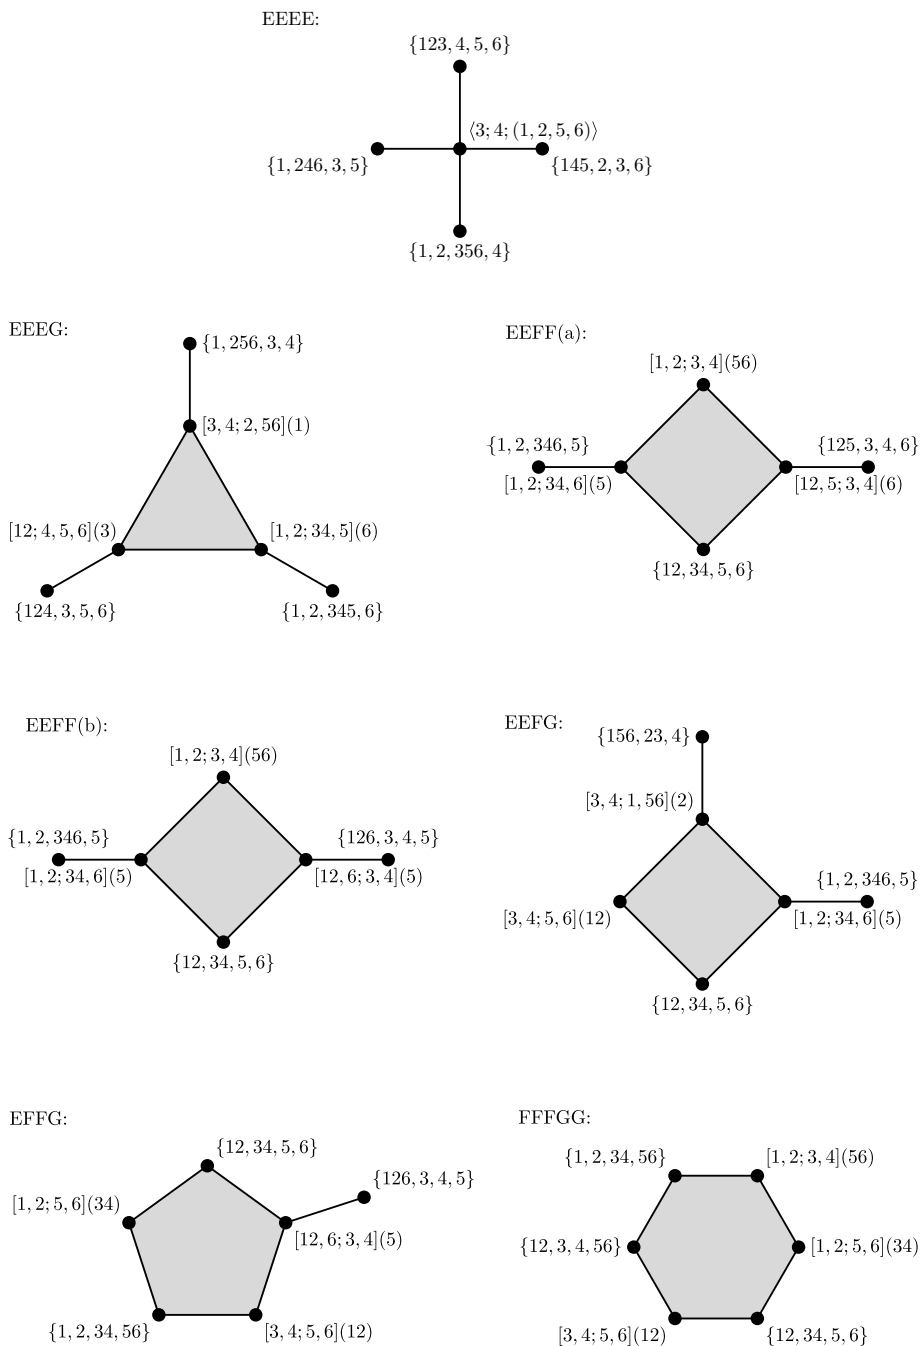 EEEE:
{123, 4, 5, 6}
⟨3; 4; (1, 2, 5, 6)⟩
{1, 246, 3, 5}
{145, 2, 3, 6}
{1, 2, 356, 4}
EEEG:
{1, 256, 3, 4}
[3, 4; 2, 56](1)
[12; 4, 5, 6](3)
[1, 2; 34, 5](6)
{124, 3, 5, 6}
{1, 2, 345, 6}
EEFF(a):
[1, 2; 3, 4](56)
{1, 2, 346, 5}
{125, 3, 4, 6}
[1, 2; 34, 6](5)
[12, 5; 3, 4](6)
{12, 34, 5, 6}
EEFF(b):
[1, 2; 3, 4](56)
{1, 2, 346, 5}
{126, 3, 4, 5}
[1, 2; 34, 6](5)
[12, 6; 3, 4](5)
{12, 34, 5, 6}
EEFG:
{156, 23, 4}
[3, 4; 1, 56](2)
{1, 2, 346, 5}
[3, 4; 5, 6](12)
[1, 2; 34, 6](5)
{12, 34, 5, 6}
EFFG:
{12, 34, 5, 6}
{126, 3, 4, 5}
[1, 2; 5, 6](34)
[12, 6; 3, 4](5)
{1, 2, 34, 56}
[3, 4; 5, 6](12)
FFFGG:
{1, 2, 34, 56}
[1, 2; 3, 4](56)
{12, 3, 4, 56}
[1, 2; 5, 6](34)
[3, 4; 5, 6](12)
{12, 34, 5, 6}